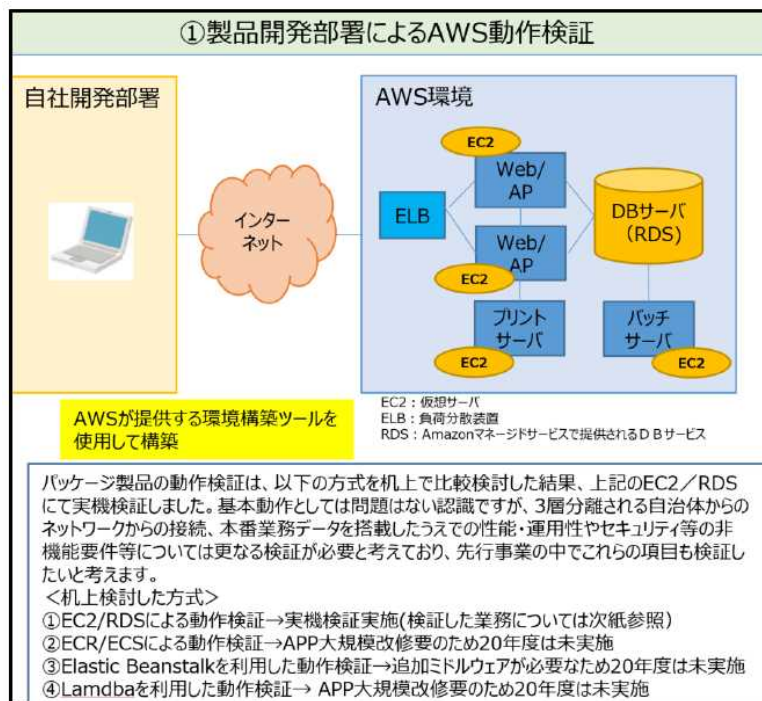 ①製品開発部署によるAWS動作検証
自社開発部署
インター
ネット
AWS環境
EC2
Web/
AP
ELB
Web/
AP
EC2
DBサーバ
(RDS)
プリント
サーバ
EC2
バッチ
サーバ
EC2
AWSが提供する環境構築ツールを
使用して構築
EC2：仮想サーバ
ELB：負荷分散装置
RDS：Amazonマネージドサービスで提供されるＤＢサービス
パッケージ製品の動作検証は、以下の方式を机上で比較検討した結果、上記のEC2／RDS
にて実機検証しました。基本動作としては問題はない認識ですが、3層分離される自治体からの
ネットワークからの接続、本番業務データを搭載したうえでの性能・運用性やセキュリティ等の非
機能要件等については更なる検証が必要と考えており、先行事業の中でこれらの項目も検証し
たいと考えます。
＜机上検討した方式＞
①EC2/RDSによる動作検証→実機検証実施(検証した業務については次紙参照）
②ECR/ECSによる動作検証→APP大規模改修要のため20年度は未実施
③Elastic Beanstalkを利用した動作検証→追加ミドルウェアが必要なため20年度は未実施
④Lamdbaを利用した動作検証→ APP大規模改修要のため20年度は未実施